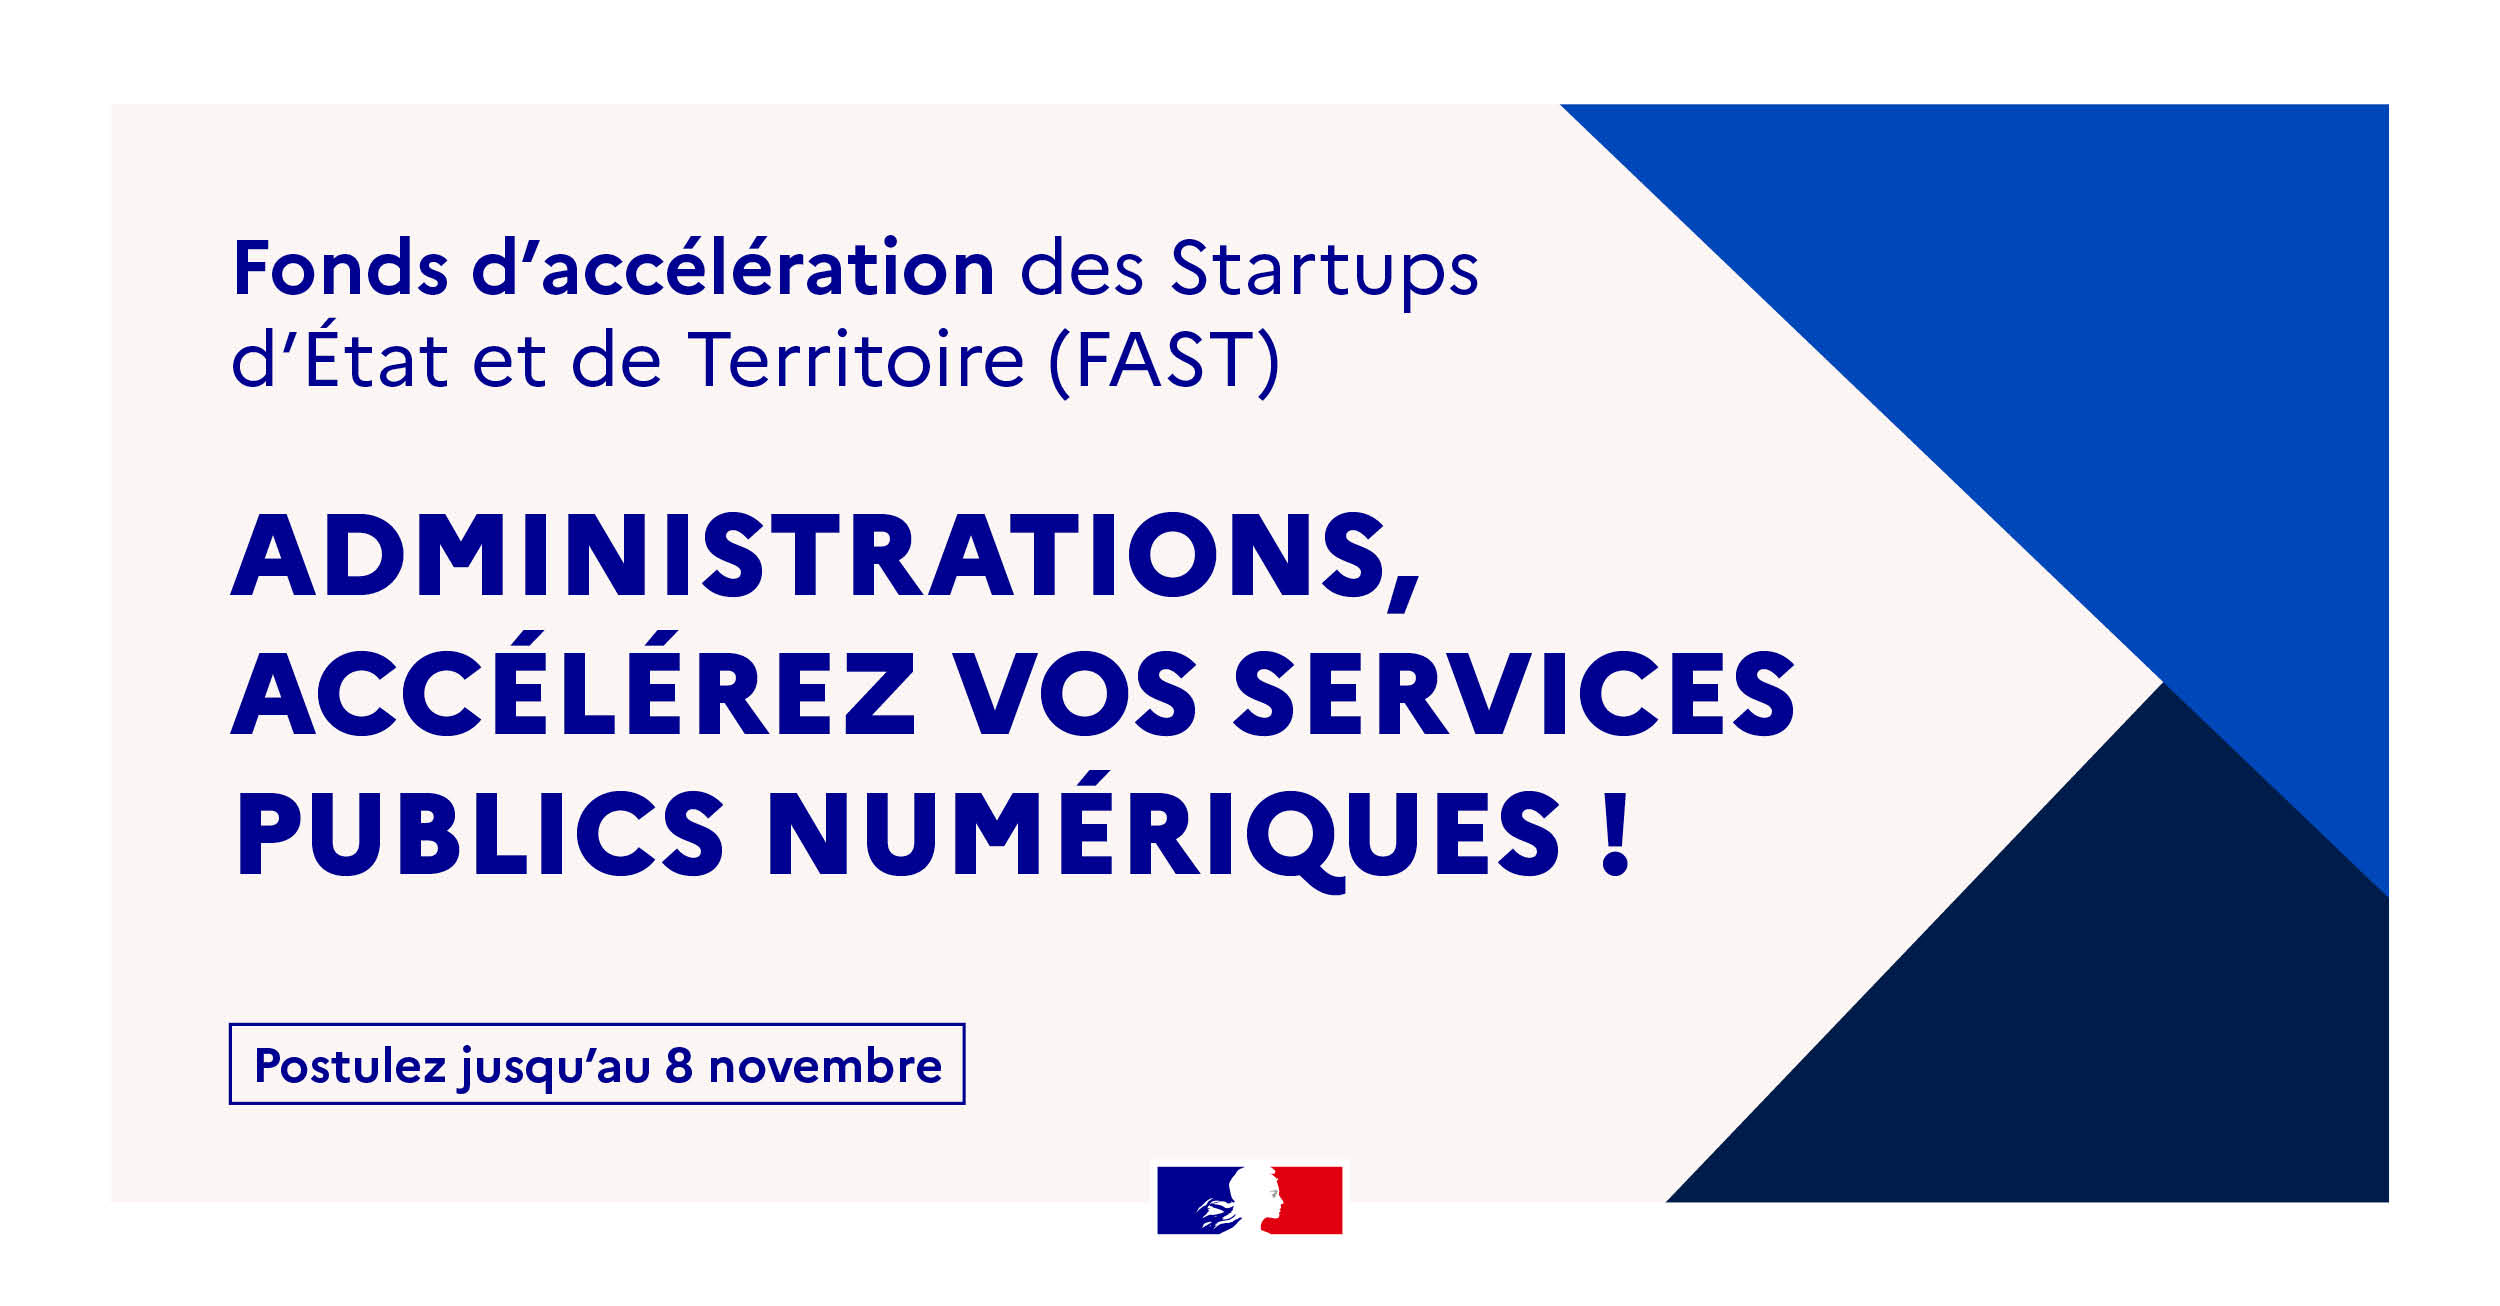 Fonds d’accélération des Startups
d’État et de Territoire (FAST)
ADMINISTRATIONS,
ACCÉLÉREZ VOS SERVICES
PUBLICS NUMÉRIQUES !
Postulez jusqu’au 8 novembre